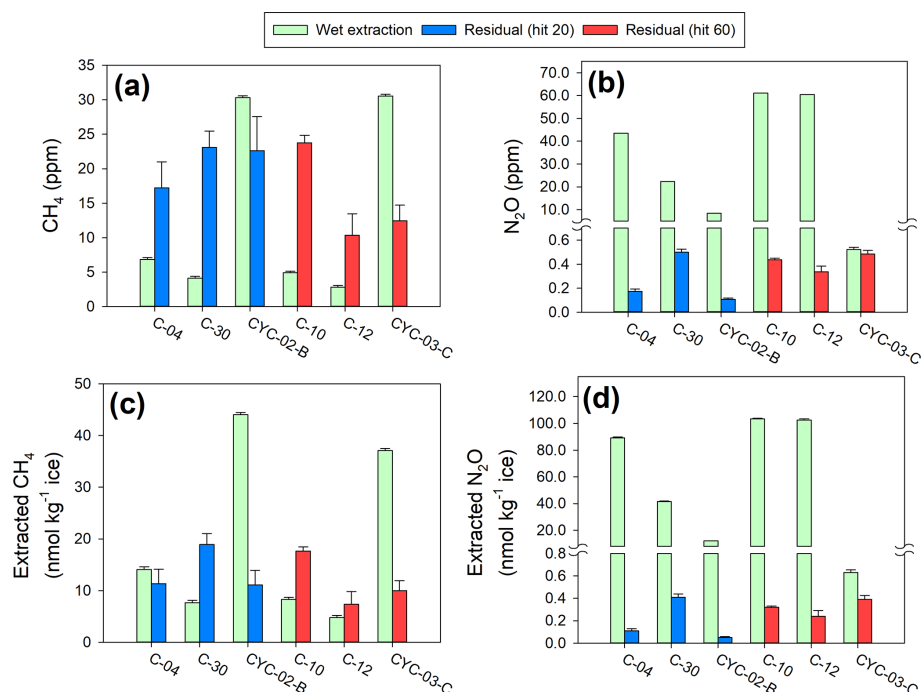 Wet extraction Residual (hit 20) Residual (hit 60)
(a)
CH₄ (ppm)
35
30
25
20
15
10
5
0
C-04 C-30 CYC-02-B C-10 C-12 CYC-03-C
(b)
N₂O (ppm)
70.0
60.0
50.0
40.0
30.0
20.0
10.0
0.6
0.4
0.2
0.0
C-04 C-30 CYC-02-B C-10 C-12 CYC-03-C
(c)
Extracted CH₄
(nmol kg⁻¹ ice)
50
40
30
20
10
0
C-04 C-30 CYC-02-B C-10 C-12 CYC-03-C
(d)
Extracted N₂O
(nmol kg⁻¹ ice)
120.0
100.0
80.0
60.0
40.0
20.0
0.8
0.6
0.4
0.2
0.0
C-04 C-30 CYC-02-B C-10 C-12 CYC-03-C